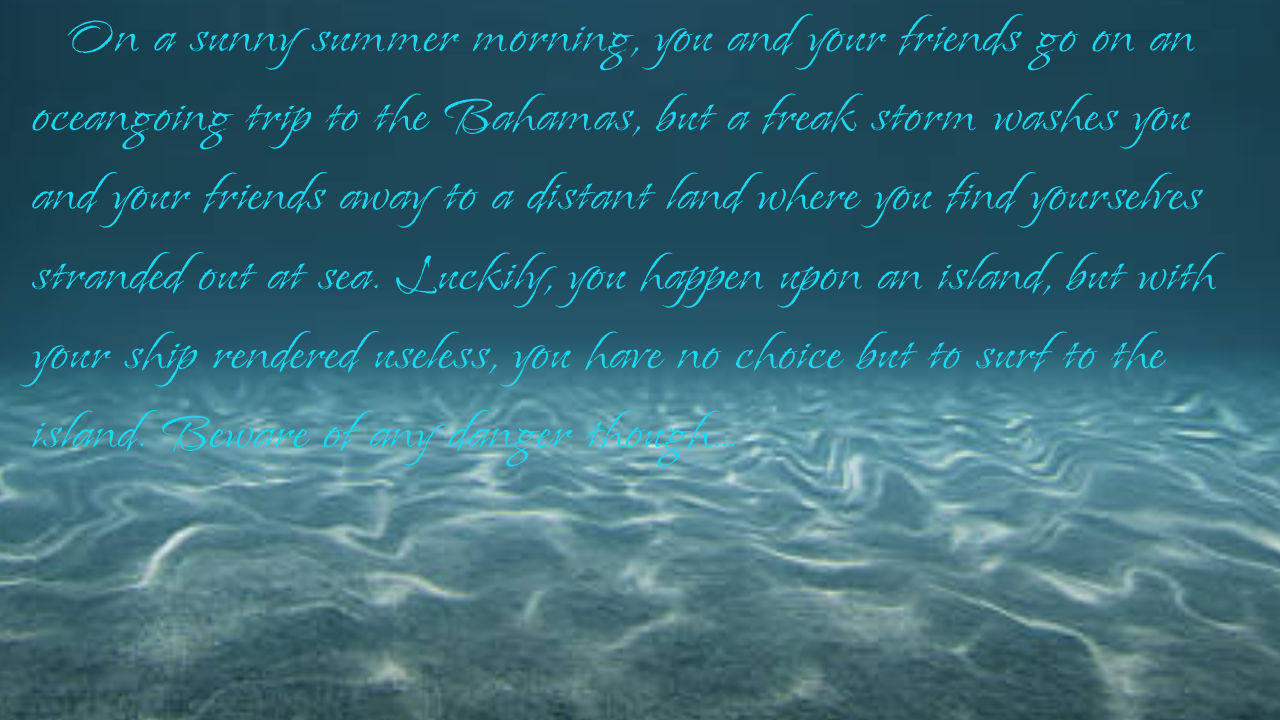 On a sunny summer morning, you and your friends go on an
oceangoing trip to the Bahamas, but a freak storm washes you
and your friends away to a distant land where you find yourselves
stranded out at sea. Luckily, you happen upon an island, but with
your ship rendered useless, you have no choice but to surf to the
island. Beware of any danger though...